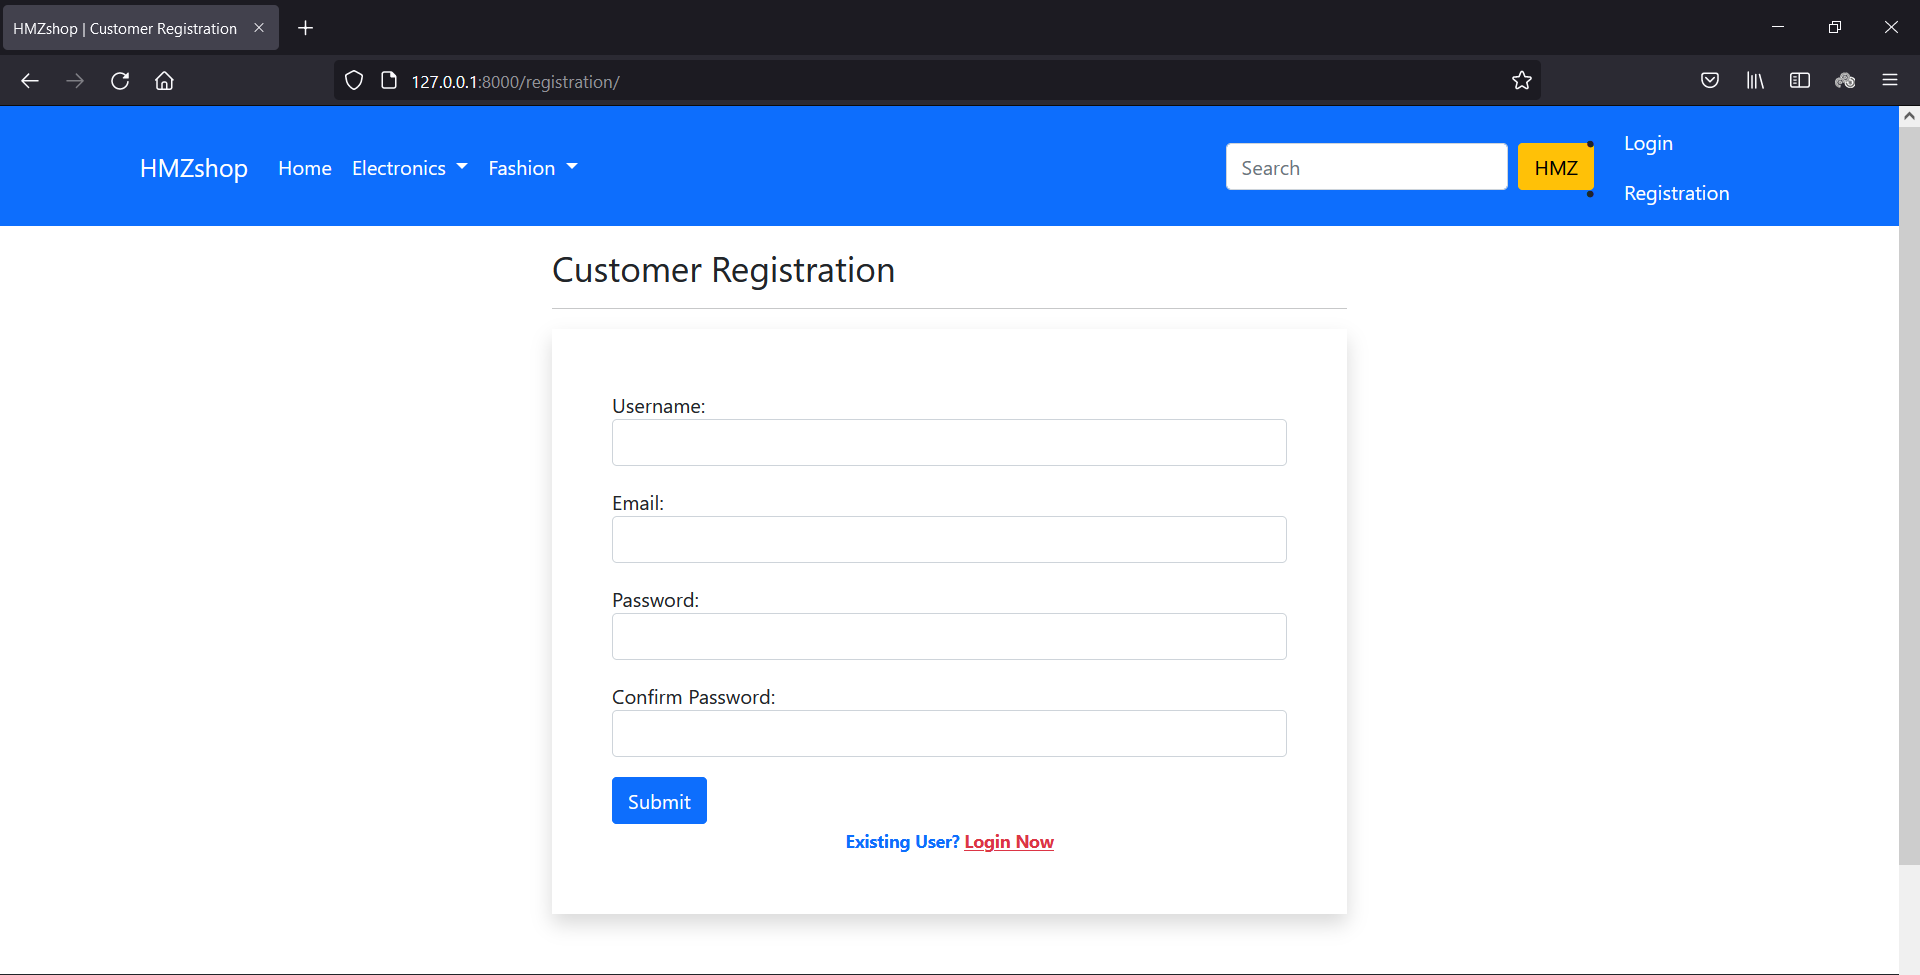 HMZshop | Customer Registration
127.0.0.1:8000/registration/
HMZshop Home Electronics Fashion Search HMZ Login
Registration
Customer Registration
Username:
Email:
Password:
Confirm Password:
Submit
Existing User? Login Now